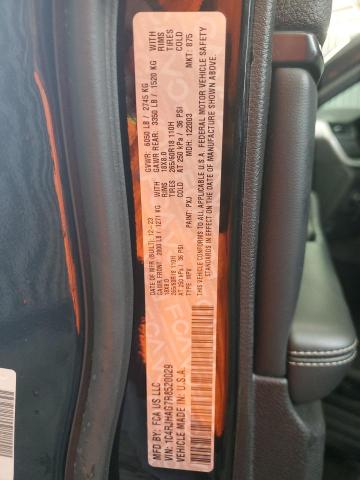 MFD BY: FCA US LLC
VIN: 1C4RJHAG7R8520029
VEHICLE MADE IN U.S.A.
DATE OF MFR (BUILT): 12-23
GAWR FRONT: 2800 LB / 1271 KG
WITH
18X8.0 RIMS
265/60R18 110H TIRES
AT 250 kPa / 36 PSI COLD
TYPE: MPV
PAINT: PXJ
GVWR: 6050 LB / 2745 KG
GAWR REAR: 3350 LB / 1520 KG
WITH
18X8.0 RIMS
265/60R18 110H TIRES
AT 250 kPa / 36 PSI COLD
MDH: 122003
MKT: 875
THIS VEHICLE CONFORMS TO ALL APPLICABLE U.S.A. FEDERAL MOTOR VEHICLE SAFETY
STANDARDS IN EFFECT ON THE DATE OF MANUFACTURE SHOWN ABOVE.